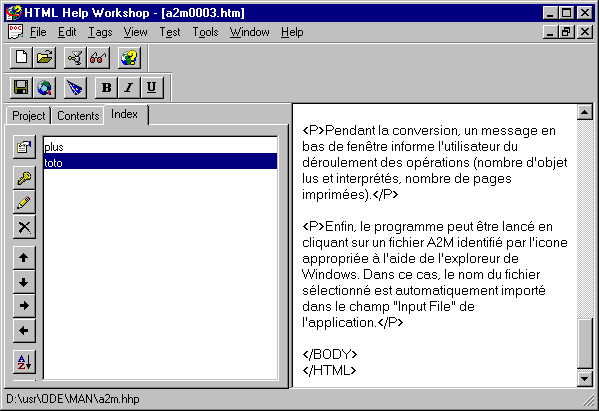 HTML Help Workshop - [a2m0003.htm]
File Edit Tags View Test Tools Window Help
B I U
Project Contents Index
plus
toto
<P>Pendant la conversion, un message en
bas de fenêtre informe l'utilisateur du
déroulement des opérations (nombre d'objet
lus et interprétés, nombre de pages
imprimées).</P>
<P>Enfin, le programme peut être lancé en
cliquant sur un fichier A2M identifié par l'icone
appropriée à l'aide de l'exploreur de
Windows. Dans ce cas, le nom du fichier
sélectionné est automatiquement importé
dans le champ "Input File" de
l'application.</P>
</BODY>
</HTML>
D:\usr\ODE\MAN\a2m.hhp